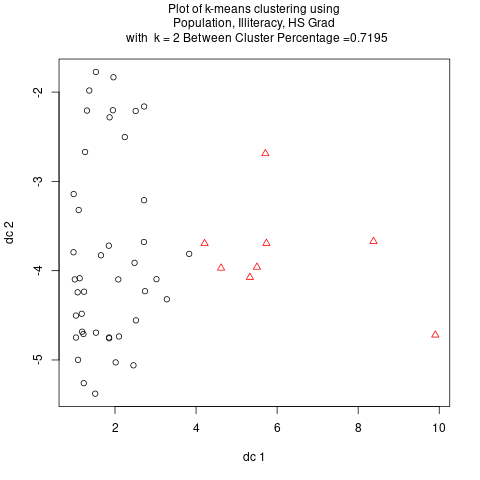 Plot of k-means clustering using
Population, Illiteracy, HS Grad
with  k = 2 Between Cluster Percentage =0.7195
-2
-3
-4
-5
dc 2
2 4 6 8 10
dc 1